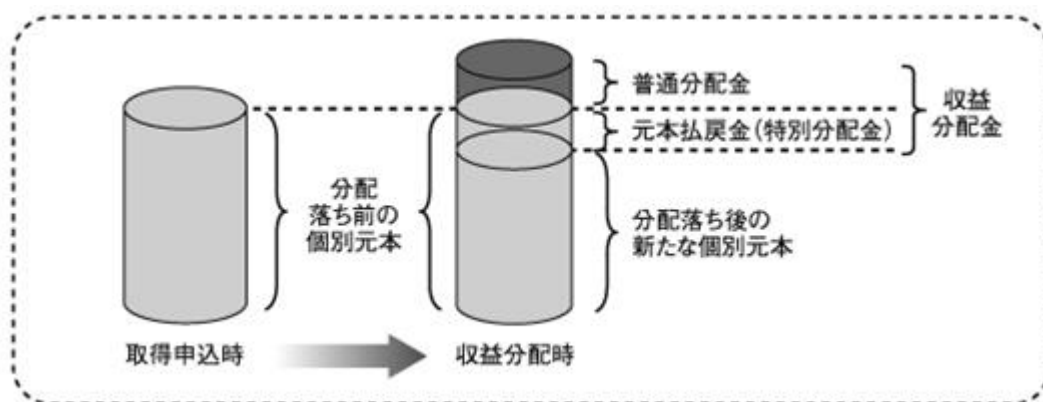 普通分配金
収益
分配金
元本払戻金(特別分配金)
分配
落ち前の
個別元本
分配落ち後の
新たな個別元本
取得申込時
収益分配時